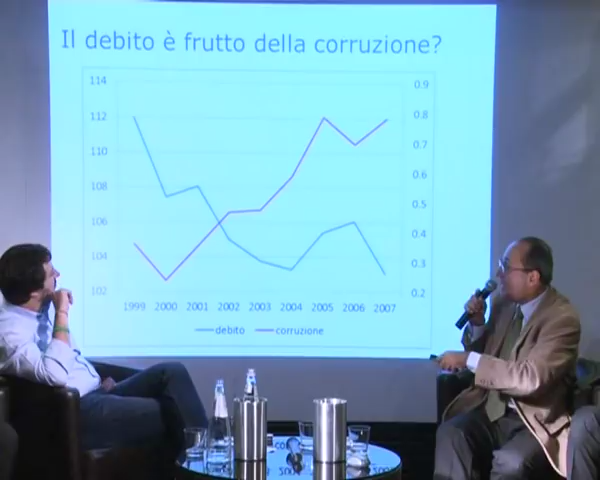 Il debito è frutto della corruzione?
114 0.9
112 0.8
110 0.7
108 0.6
106 0.5
104 0.4
102 0.3
0.2
1999 2000 2001 2002 2003 2004 2005 2006 2007
debito corruzione